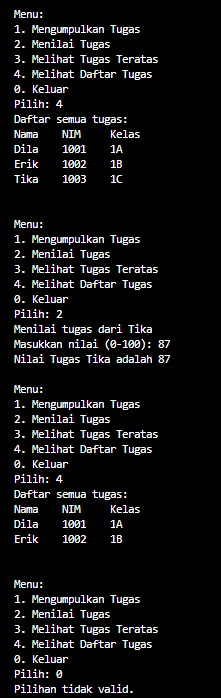 Menu:
1. Mengumpulkan Tugas
2. Menilai Tugas
3. Melihat Tugas Teratas
4. Melihat Daftar Tugas
0. Keluar
Pilih: 4
Daftar semua tugas:
Nama NIM Kelas
Dila 1001 1A
Erik 1002 1B
Tika 1003 1C
Menu:
1. Mengumpulkan Tugas
2. Menilai Tugas
3. Melihat Tugas Teratas
4. Melihat Daftar Tugas
0. Keluar
Pilih: 2
Menilai tugas dari Tika
Masukkan nilai (0-100): 87
Nilai Tugas Tika adalah 87
Menu:
1. Mengumpulkan Tugas
2. Menilai Tugas
3. Melihat Tugas Teratas
4. Melihat Daftar Tugas
0. Keluar
Pilih: 4
Daftar semua tugas:
Nama NIM Kelas
Dila 1001 1A
Erik 1002 1B
Menu:
1. Mengumpulkan Tugas
2. Menilai Tugas
3. Melihat Tugas Teratas
4. Melihat Daftar Tugas
0. Keluar
Pilih: 0
Pilihan tidak valid.